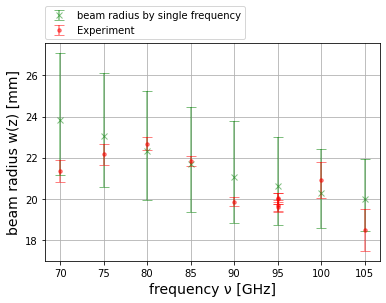 beam radius by single frequency
Experiment
beam radius w(z) [mm]
26
24
22
20
18
70 75 80 85 90 95 100 105
frequency ν [GHz]